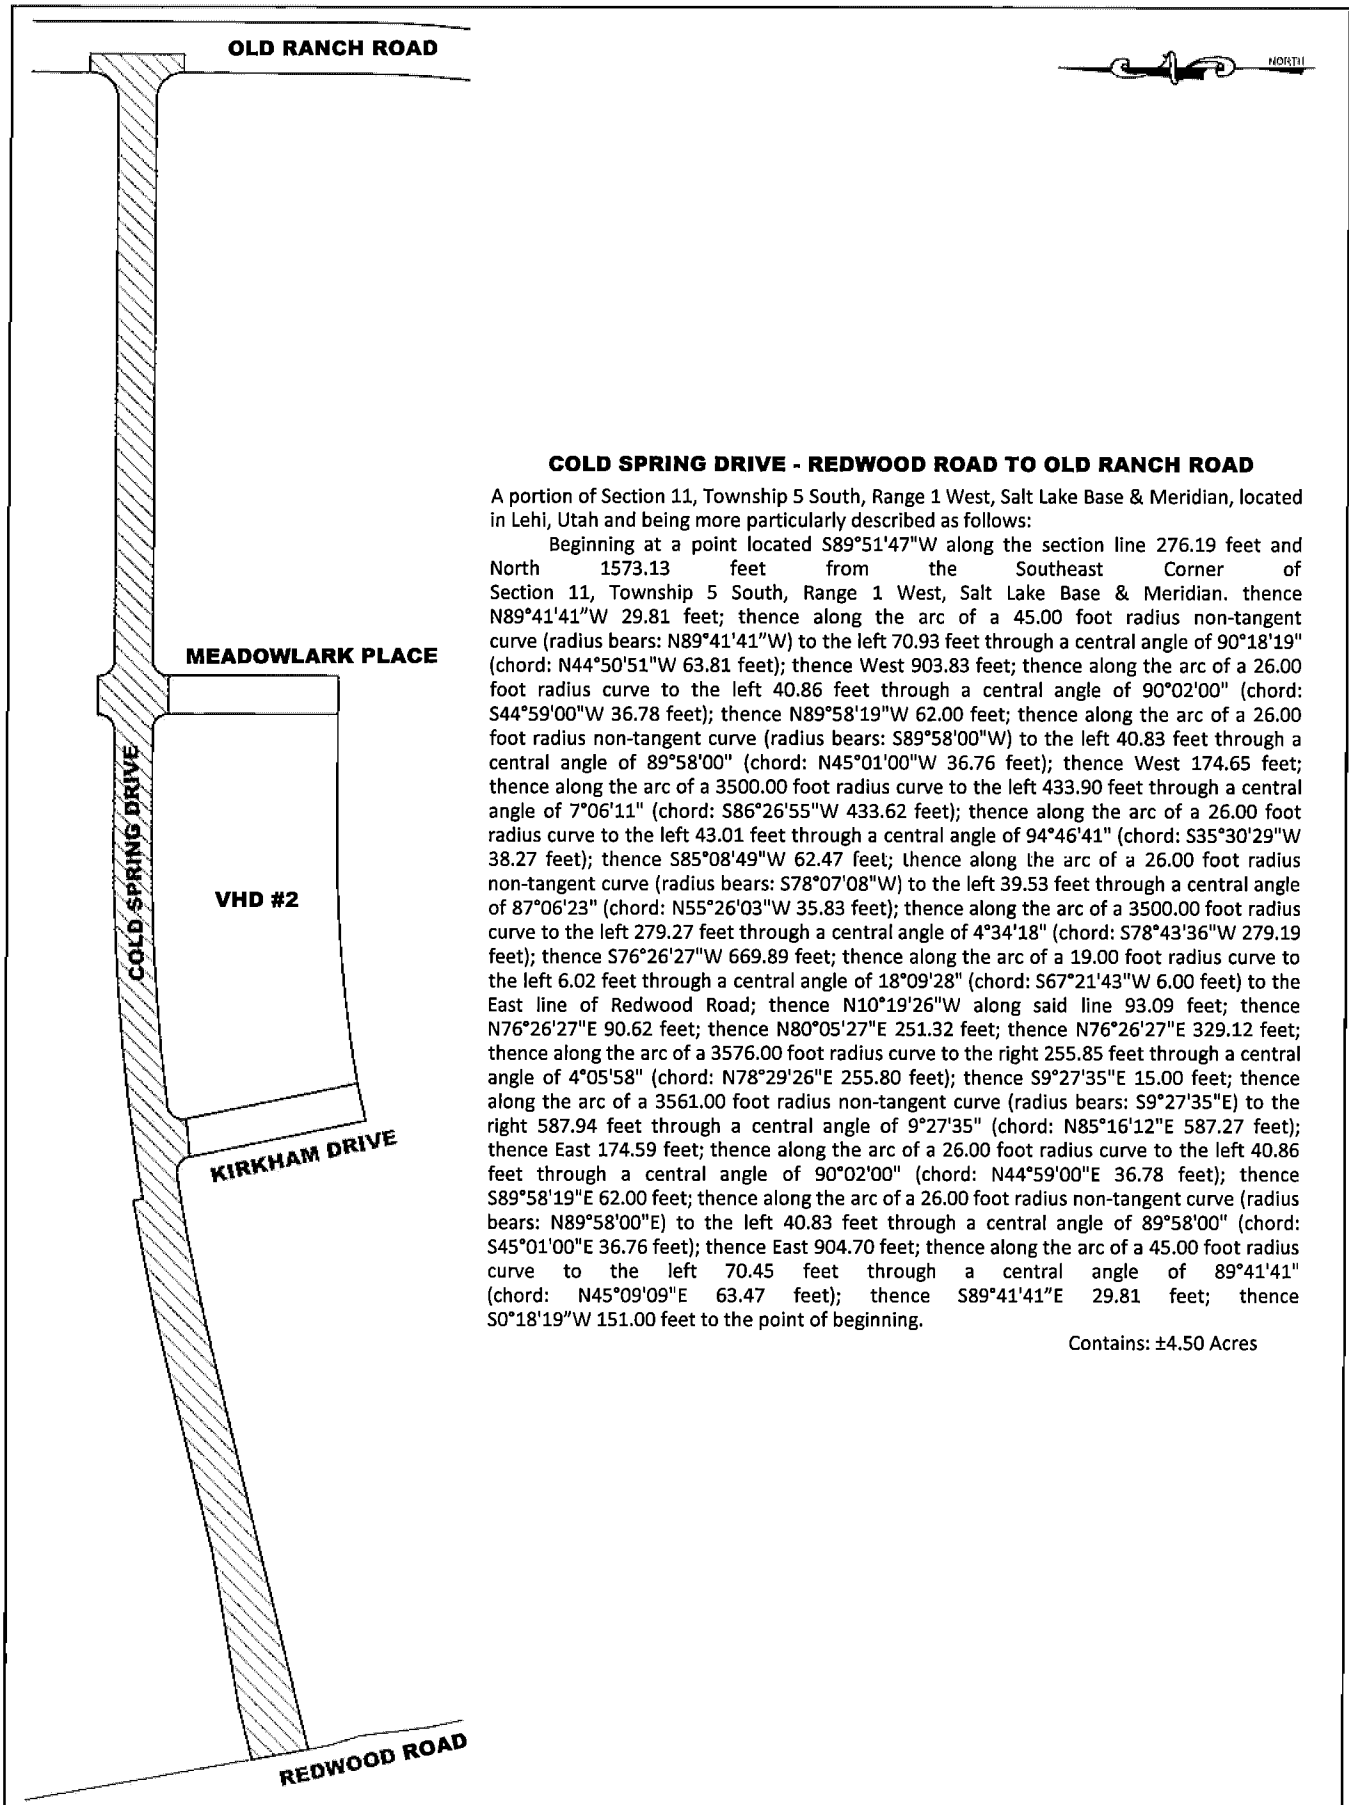 OLD RANCH ROAD
NORTH
COLD SPRING DRIVE - REDWOOD ROAD TO OLD RANCH ROAD
A portion of Section 11, Township 5 South, Range 1 West, Salt Lake Base & Meridian, located
in Lehi, Utah and being more particularly described as follows:
Beginning at a point located S89°51'47"W along the section line 276.19 feet and
North 1573.13 feet from the Southeast Corner of
Section 11, Township 5 South, Range 1 West, Salt Lake Base & Meridian. thence
N89°41'41"W 29.81 feet; thence along the arc of a 45.00 foot radius non-tangent
curve (radius bears: N89°41'41"W) to the left 70.93 feet through a central angle of 90°18'19"
(chord: N44°50'51"W 63.81 feet); thence West 903.83 feet; thence along the arc of a 26.00
foot radius curve to the left 40.86 feet through a central angle of 90°02'00" (chord:
S44°59'00"W 36.78 feet); thence N89°58'19"W 62.00 feet; thence along the arc of a 26.00
foot radius non-tangent curve (radius bears: S89°58'00"W) to the left 40.83 feet through a
central angle of 89°58'00" (chord: N45°01'00"W 36.76 feet); thence West 174.65 feet;
thence along the arc of a 3500.00 foot radius curve to the left 433.90 feet through a central
angle of 7°06'11" (chord: S86°26'55"W 433.62 feet); thence along the arc of a 26.00 foot
radius curve to the left 43.01 feet through a central angle of 94°46'41" (chord: S35°30'29"W
38.27 feet); thence S85°08'49"W 62.47 feet; thence along the arc of a 26.00 foot radius
non-tangent curve (radius bears: S78°07'08"W) to the left 39.53 feet through a central angle
of 87°06'23" (chord: N55°26'03"W 35.83 feet); thence along the arc of a 3500.00 foot radius
curve to the left 279.27 feet through a central angle of 4°34'18" (chord: S78°43'36"W 279.19
feet); thence S76°26'27"W 669.89 feet; thence along the arc of a 19.00 foot radius curve to
the left 6.02 feet through a central angle of 18°09'28" (chord: S67°21'43"W 6.00 feet) to the
East line of Redwood Road; thence N10°19'26"W along said line 93.09 feet; thence
N76°26'27"E 90.62 feet; thence N80°05'27"E 251.32 feet; thence N76°26'27"E 329.12 feet;
thence along the arc of a 3576.00 foot radius curve to the right 255.85 feet through a central
angle of 4°05'58" (chord: N78°29'26"E 255.80 feet); thence S9°27'35"E 15.00 feet; thence
along the arc of a 3561.00 foot radius non-tangent curve (radius bears: S9°27'35"E) to the
right 587.94 feet through a central angle of 9°27'35" (chord: N85°16'12"E 587.27 feet);
thence East 174.59 feet; thence along the arc of a 26.00 foot radius curve to the left 40.86
feet through a central angle of 90°02'00" (chord: N44°59'00"E 36.78 feet); thence
S89°58'19"E 62.00 feet; thence along the arc of a 26.00 foot radius non-tangent curve (radius
bears: N89°58'00"E) to the left 40.83 feet through a central angle of 89°58'00" (chord:
S45°01'00"E 36.76 feet); thence East 904.70 feet; thence along the arc of a 45.00 foot radius
curve to the left 70.45 feet through a central angle of 89°41'41"
(chord: N45°09'09"E 63.47 feet); thence S89°41'41"E 29.81 feet; thence
S0°18'19"W 151.00 feet to the point of beginning.
Contains: ±4.50 Acres
MEADOWLARK PLACE
COLD SPRING DRIVE
VHD #2
KIRKHAM DRIVE
REDWOOD ROAD